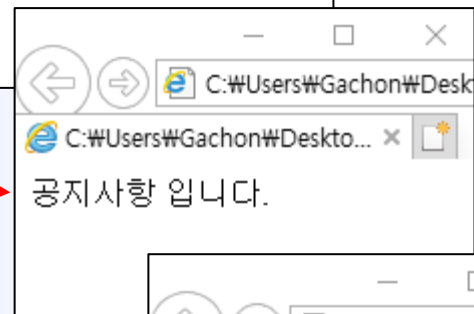 C:₩Users₩Gachon₩Desk
C:₩Users₩Gachon₩Deskto...
공지사항 입니다.